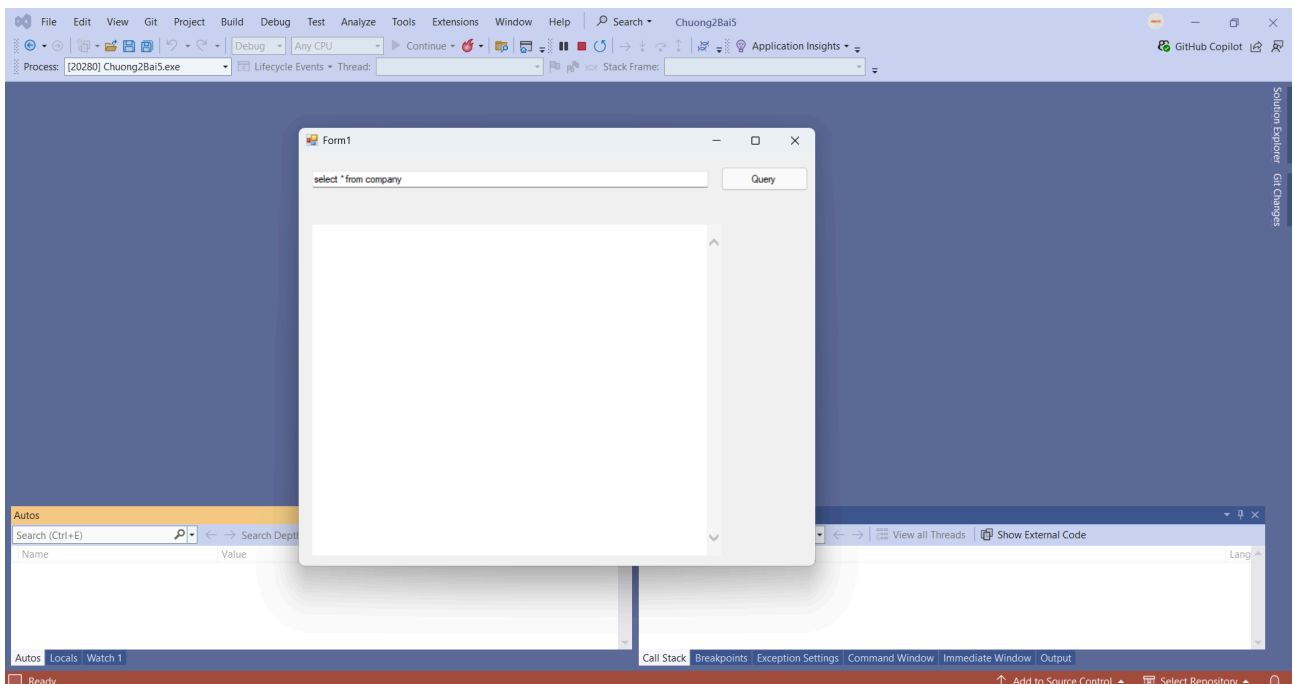 File Edit View Git Project Build Debug Test Analyze Tools Extensions Window Help Search Chuong2Bai5
Debug Any CPU Continue Application Insights GitHub Copilot
Process: [20280] Chuong2Bai5.exe Lifecycle Events Thread: Stack Frame:
Solution Explorer
Git Changes
Form1
select * from company Query
Autos
Search (Ctrl+E) Search Dept View all Threads Show External Code
Name Value Lang
Autos Locals Watch 1 Call Stack Breakpoints Exception Settings Command Window Immediate Window Output
Ready Add to Source Control Select Repository